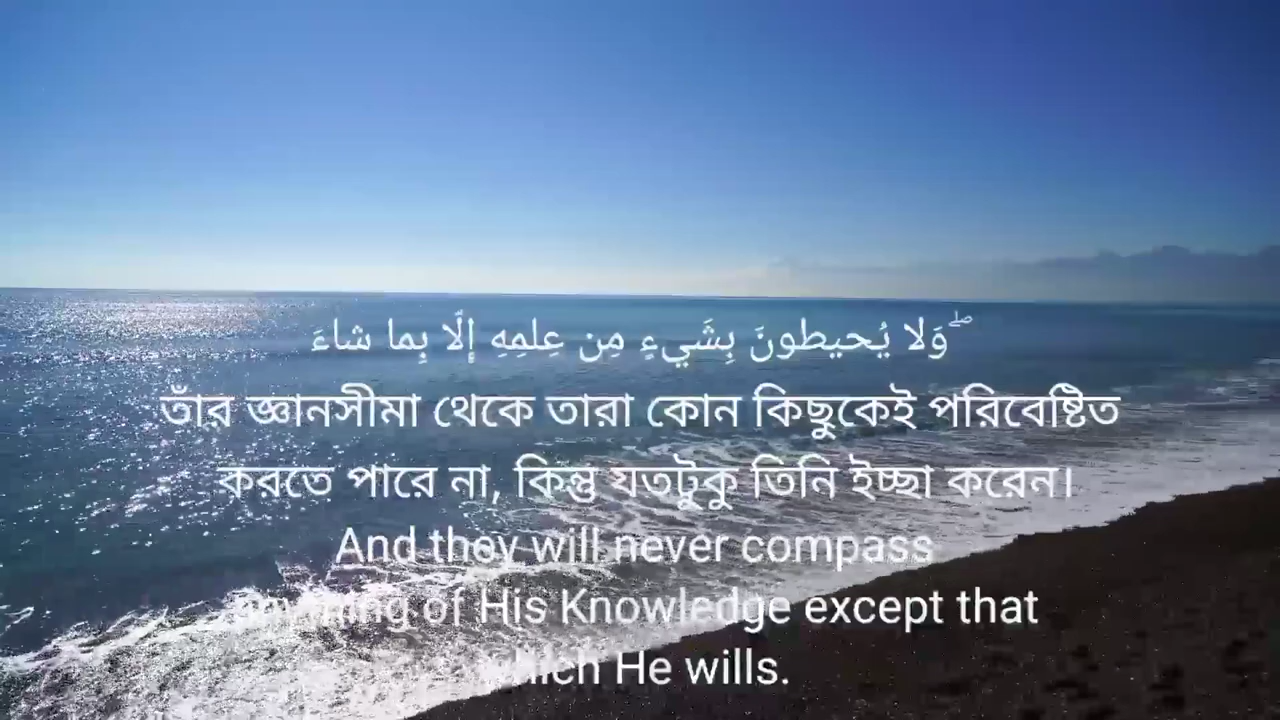 وَلا يُحيطونَ بِشَيءٍ مِن عِلمِهِ إِلّا بِما شاءَ ۖ
তাঁর জ্ঞানসীমা থেকে তারা কোন কিছুকেই পরিবেষ্টিত
করতে পারে না, কিন্তু যতটুকু তিনি ইচ্ছা করেন।
And they will never compass
anything of His Knowledge except that
which He wills.